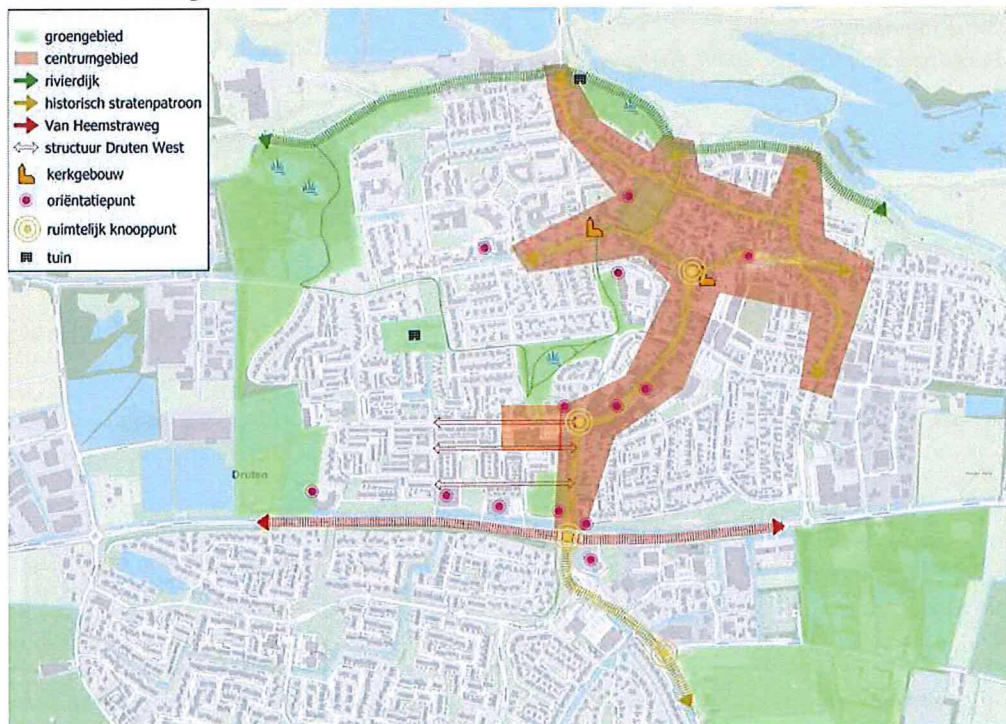 groengebied
centrumgebied
rivierdijk
historisch stratenpatroon
Van Heemstraweg
structuur Druten West
kerkgebouw
oriëntatiepunt
ruimtelijk knooppunt
tuin
Druten